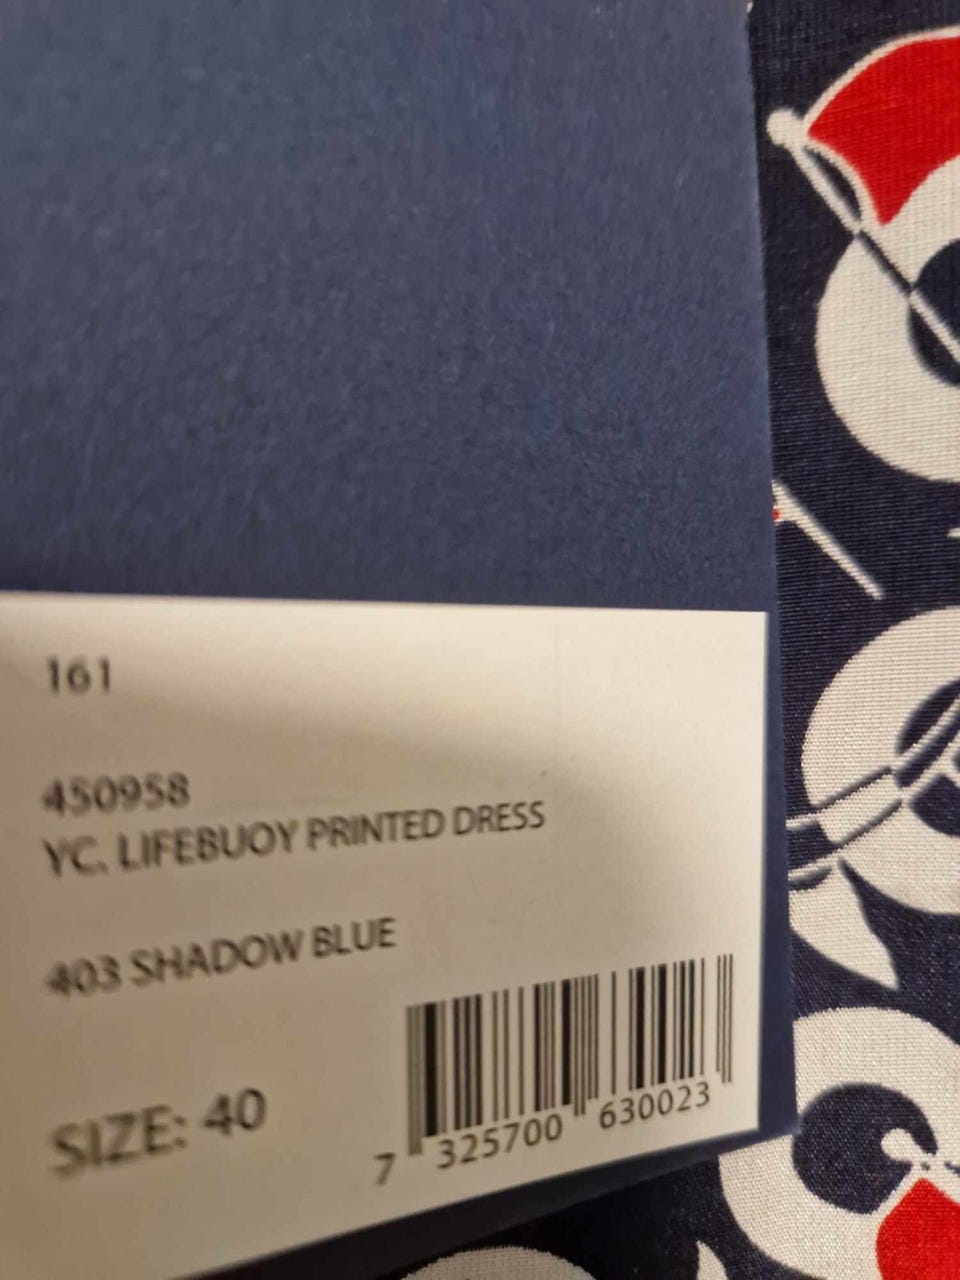 161
450958
YC. LIFEBUOY PRINTED DRESS
403 SHADOW BLUE
SIZE: 40
7 325700 630023